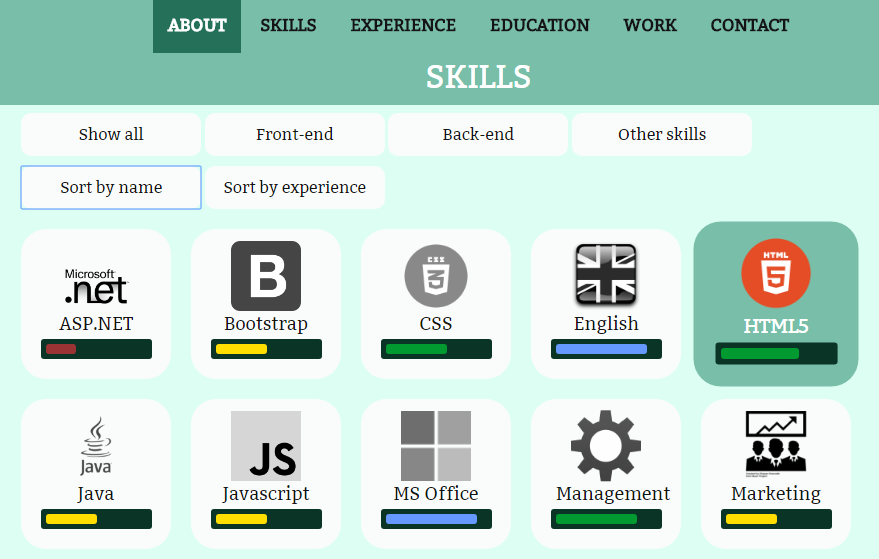 ABOUT SKILLS EXPERIENCE EDUCATION WORK CONTACT
SKILLS
Show all Front-end Back-end Other skills
Sort by name Sort by experience
Microsoft
.net
B
CSS
3
HTML
5
ASP.NET Bootstrap CSS English HTML5
Java
JS
Java Javascript MS Office Management Marketing